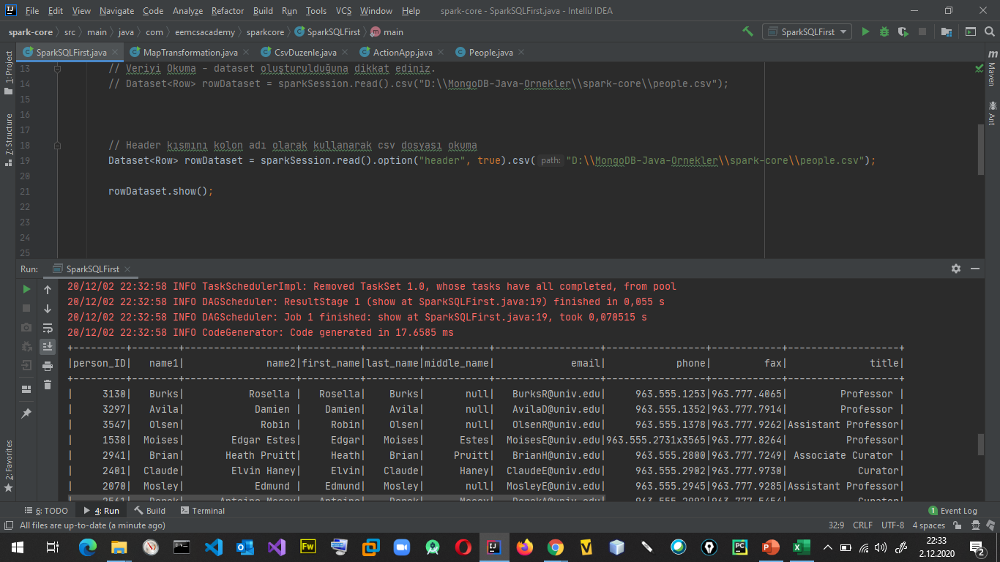 File Edit View Navigate Code Analyze Refactor Build Run Tools VCS Window Help spark-core - SparkSQLFirst.java - IntelliJ IDEA
spark-core src main java com eemcsacademy sparkcore SparkSQLFirst main SparkSQLFirst
SparkSQLFirst.java MapTransformation.java CsvDuzenle.java ActionApp.java People.java
1: Project
7: Structure
2: Favorites
Maven
Ant
13 // Veriyi Okuma - dataset oluşturulduğuna dikkat ediniz.
14 // Dataset<Row> rowDataset = sparkSession.read().csv("D:\\MongoDB-Java-Ornekler\\spark-core\\people.csv");
15
16
17
18 // Header kısmını kolon adı olarak kullanarak csv dosyası okuma
19 Dataset<Row> rowDataset = sparkSession.read().option("header", true).csv( path: "D:\\MongoDB-Java-Ornekler\\spark-core\\people.csv");
20
21 rowDataset.show();
22
23
24
25
Run: SparkSQLFirst
20/12/02 22:32:58 INFO TaskSchedulerImpl: Removed TaskSet 1.0, whose tasks have all completed, from pool
20/12/02 22:32:58 INFO DAGScheduler: ResultStage 1 (show at SparkSQLFirst.java:19) finished in 0,055 s
20/12/02 22:32:58 INFO DAGScheduler: Job 1 finished: show at SparkSQLFirst.java:19, took 0,070515 s
20/12/02 22:32:58 INFO CodeGenerator: Code generated in 17.6585 ms
+---------+-------+-------------------+----------+---------+-----------+------------------+-----------------+------------+-------------------+
|person_ID|  name1|              name2|first_name|last_name|middle_name|             email|            phone|         fax|              title|
+---------+-------+-------------------+----------+---------+-----------+------------------+-----------------+------------+-------------------+
|     3130|  Burks|           Rosella |   Rosella|    Burks|       null|   BurksR@univ.edu|     963.555.1253|963.777.4065|         Professor |
|     3297|  Avila|            Damien |    Damien|    Avila|       null|   AvilaD@univ.edu|     963.555.1352|963.777.7914|         Professor |
|     3547|  Olsen|             Robin |     Robin|    Olsen|       null|   OlsenR@univ.edu|     963.555.1378|963.777.9262|Assistant Professor|
|     1538| Moises|        Edgar Estes|     Edgar|   Moises|      Estes|  MoisesE@univ.edu|963.555.2731x3565|963.777.8264|          Professor|
|     2941|  Brian|       Heath Pruitt|     Heath|    Brian|     Pruitt|   BrianH@univ.edu|     963.555.2800|963.777.7249| Associate Curator |
|     2401| Claude|        Elvin Haney|     Elvin|   Claude|      Haney|  ClaudeE@univ.edu|     963.555.2902|963.777.9730|            Curator|
|     2070| Mosley|            Edmund |    Edmund|   Mosley|       null|  MosleyE@univ.edu|     963.555.2945|963.777.9285|Assistant Professor|
6: TODO 4: Run Build Terminal 1 Event Log
All files are up-to-date (a minute ago) 32:9 CRLF UTF-8 4 spaces
22:33
2.12.2020
2